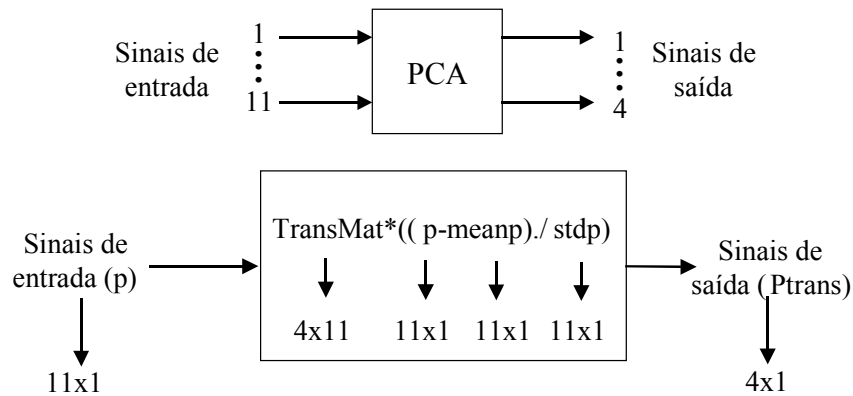 Sinais de
entrada
1
11
PCA
1
4
Sinais de
saída
Sinais de
entrada (p)
11x1
TransMat*(( p-meanp)./ stdp)
4x11 11x1 11x1 11x1
Sinais de
saída ( Ptrans)
4x1